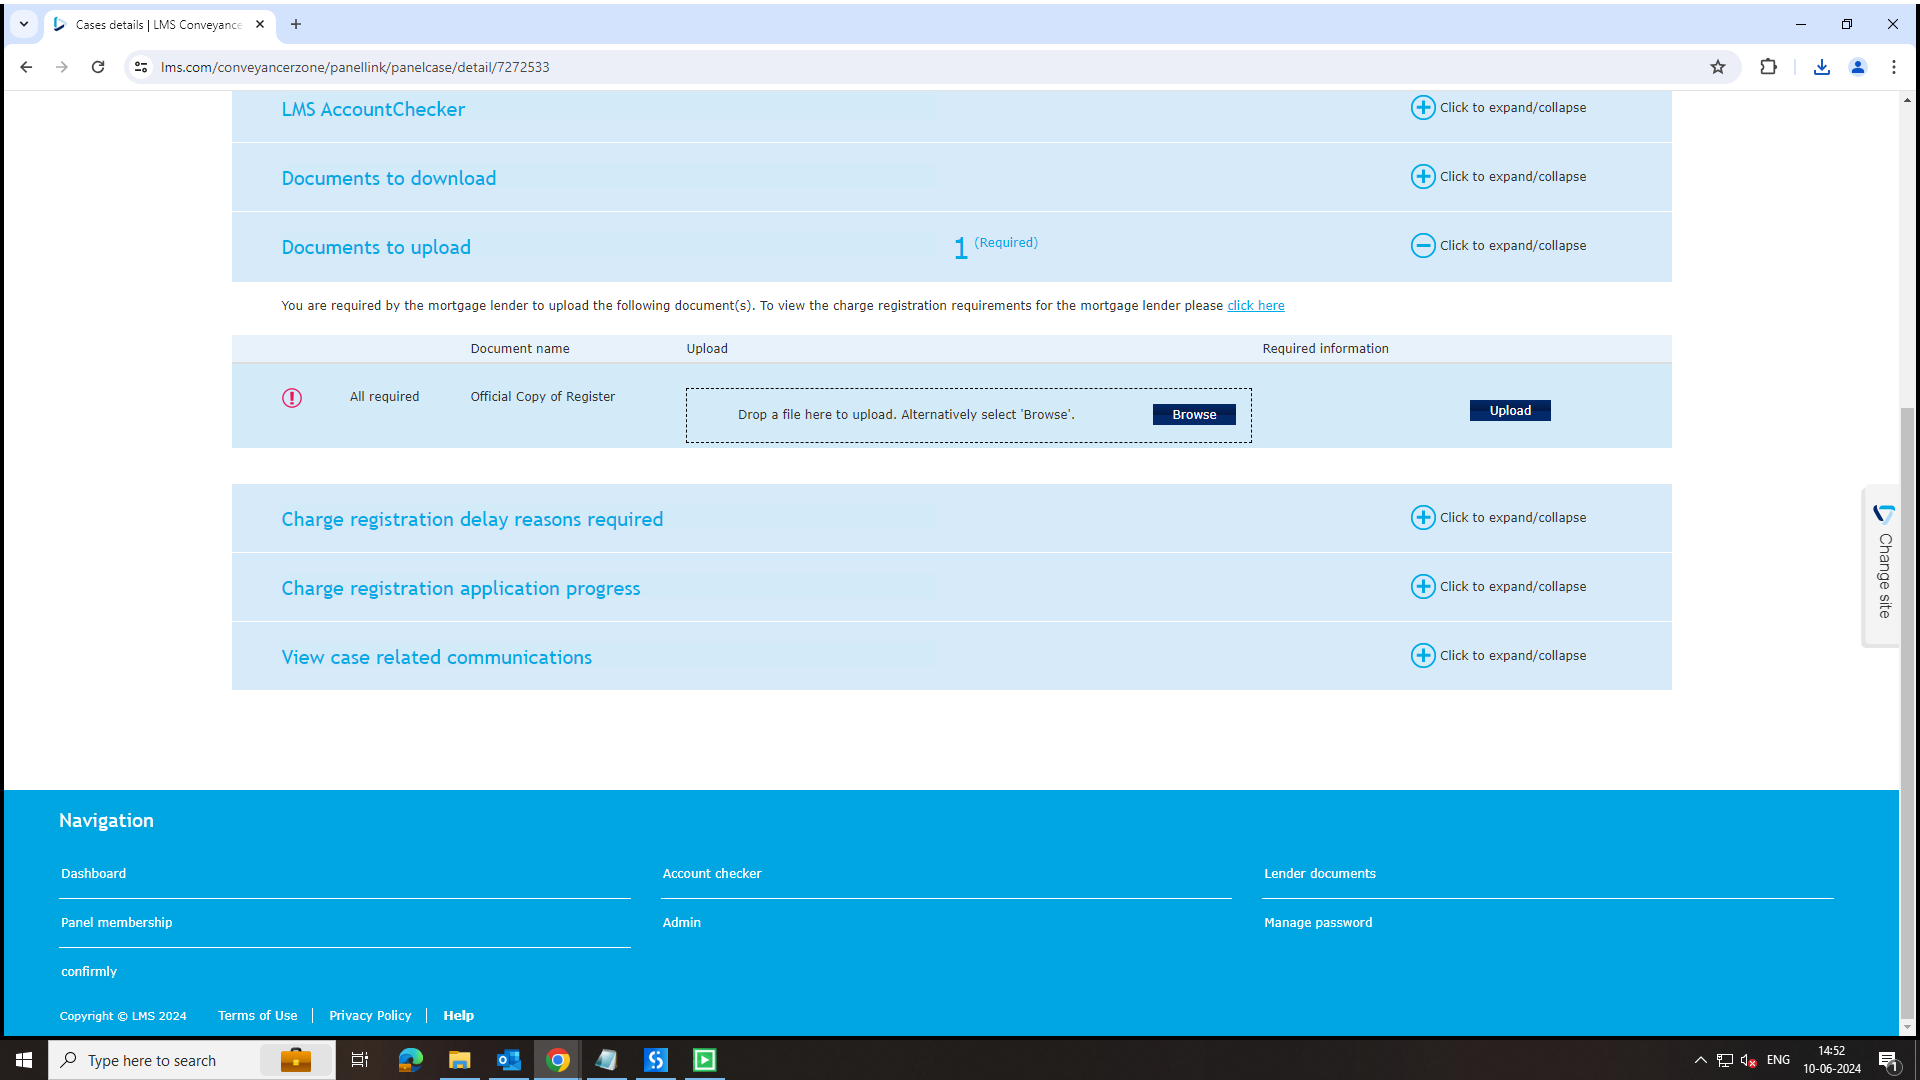 Cases details | LMS Conveyance
lms.com/conveyancerzone/panellink/panelcase/detail/7272533
LMS AccountChecker
Click to expand/collapse
Documents to download
Click to expand/collapse
Documents to upload
1 (Required)
Click to expand/collapse
You are required by the mortgage lender to upload the following document(s). To view the charge registration requirements for the mortgage lender please click here
Document name Upload Required information
All required Official Copy of Register Drop a file here to upload. Alternatively select 'Browse'. Browse Upload
Charge registration delay reasons required
Click to expand/collapse
Charge registration application progress
Click to expand/collapse
View case related communications
Click to expand/collapse
Change site
Navigation
Dashboard Account checker Lender documents
Panel membership Admin Manage password
confirmly
Copyright © LMS 2024 Terms of Use Privacy Policy Help
Type here to search
ENG
14:52
10-06-2024
1